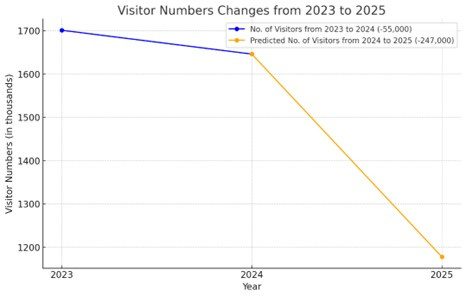 Visitor Numbers Changes from 2023 to 2025
No. of Visitors from 2023 to 2024 (-55,000)
Predicted No. of Visitors from 2024 to 2025 (-247,000)
1700
1600
1500
1400
1300
1200
Visitor Numbers (in thousands)
2023
2024
2025
Year